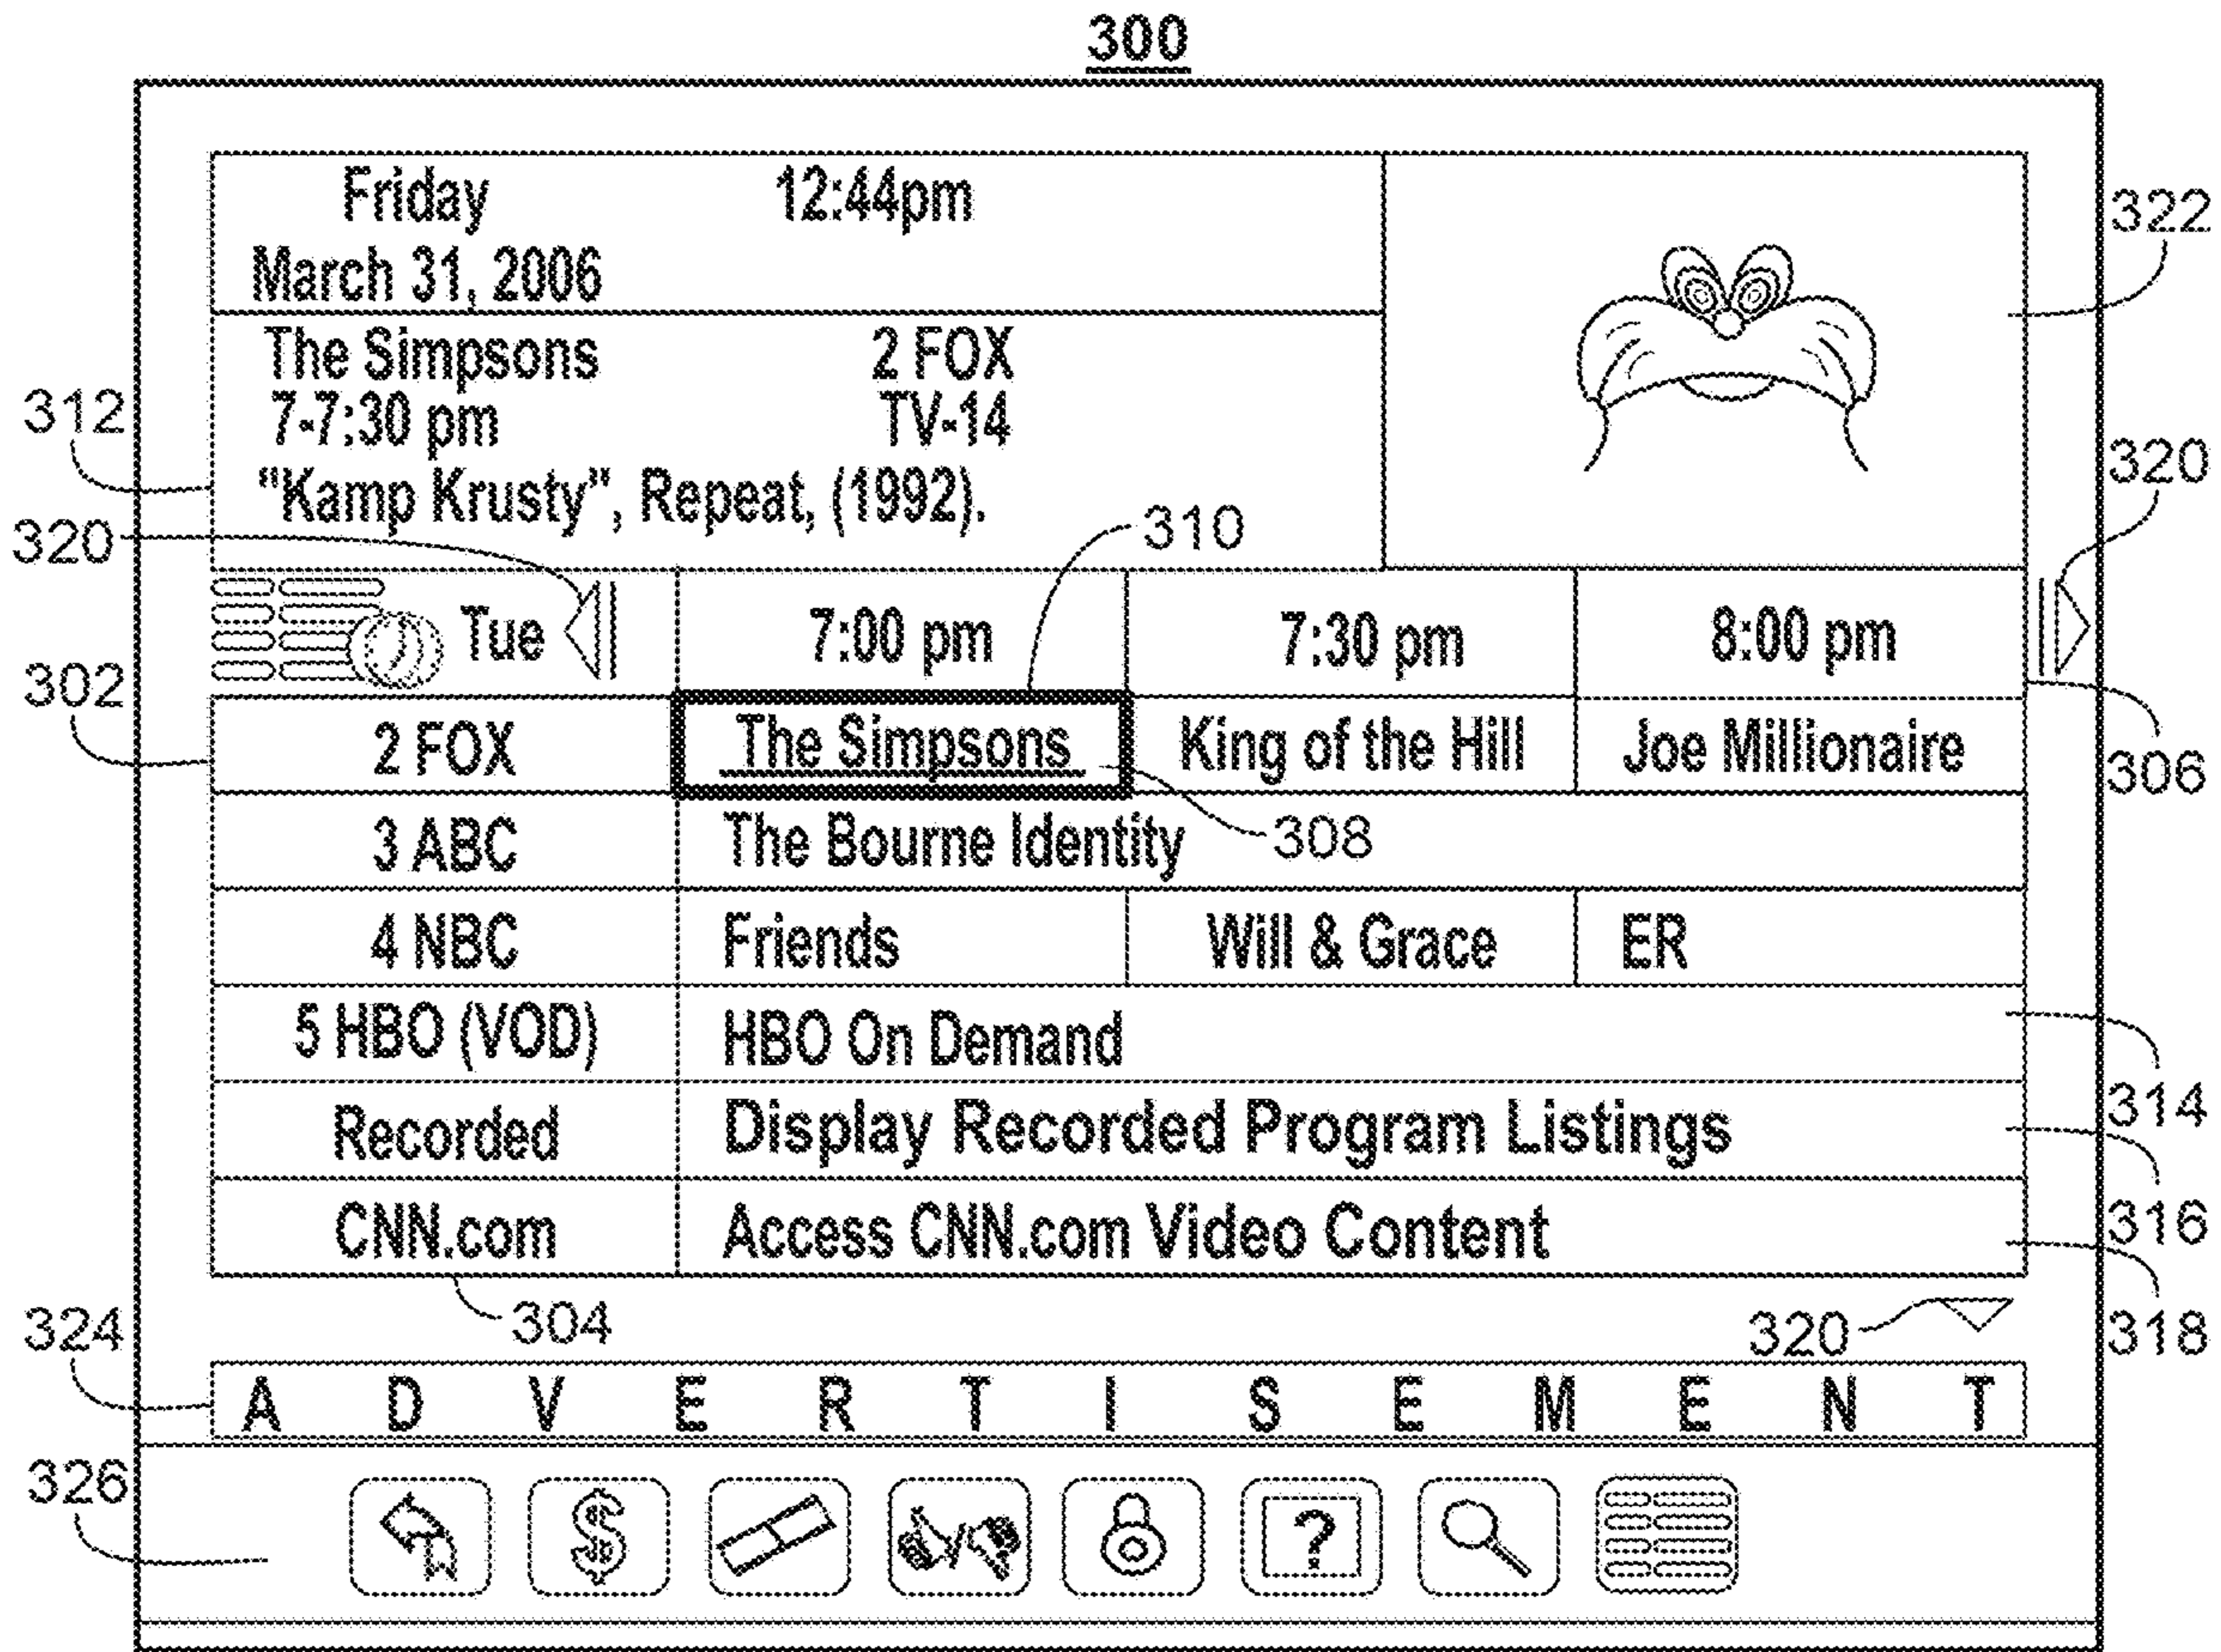 300
Friday 12:44pm
March 31, 2006
322
The Simpsons 2 FOX
312 7-7:30 pm TV-14
320
"Kamp Krusty", Repeat, (1992).
320 310
Tue 7:00 pm 7:30 pm 8:00 pm
302 2 FOX The Simpsons King of the Hill Joe Millionaire
306
3 ABC The Bourne Identity 308
4 NBC Friends Will & Grace ER
5 HBO (VOD) HBO On Demand
314
Recorded Display Recorded Program Listings
316
CNN.com Access CNN.com Video Content
324 304 320 318
A D V E R T I S E M E N T
326
$ ?